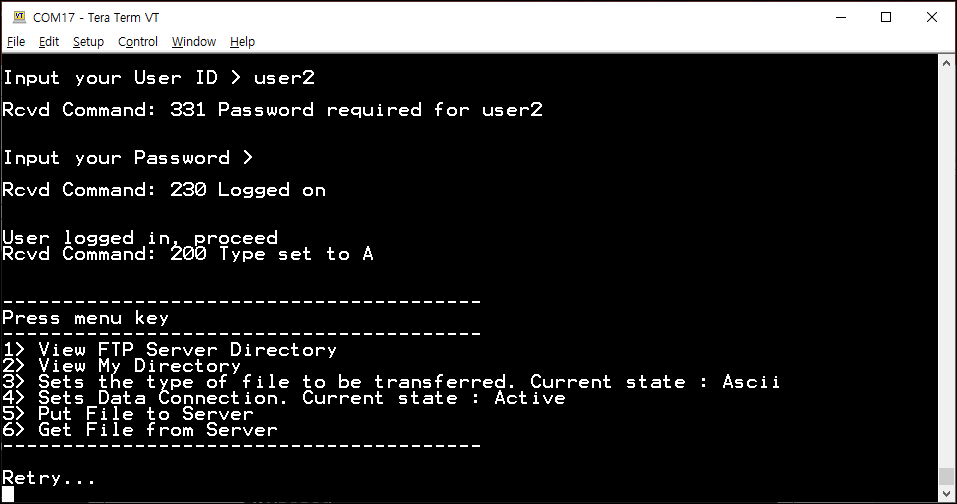 COM17 - Tera Term VT
File Edit Setup Control Window Help
Input your User ID > user2
Rcvd Command: 331 Password required for user2
Input your Password >
Rcvd Command: 230 Logged on
User logged in, proceed
Rcvd Command: 200 Type set to A
----------------------------------------
Press menu key
----------------------------------------
1> View FTP Server Directory
2> View My Directory
3> Sets the type of file to be transferred. Current state : Ascii
4> Sets Data Connection. Current state : Active
5> Put File to Server
6> Get File from Server
----------------------------------------
Retry...